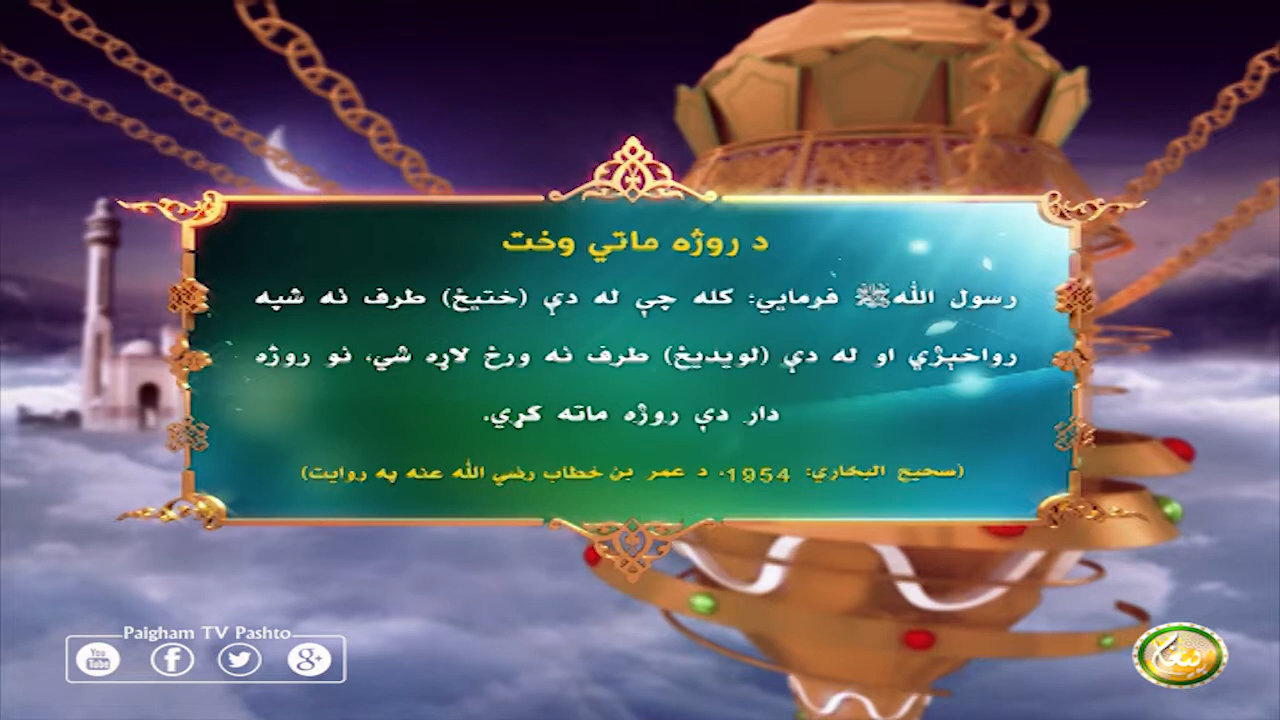 د روژه ماتي وخت
رسول اللهﷺ فرمايي: کله چې له دې (ختيځ) طرف نه شپه
رواخېژي او له دې (لويديځ) طرف نه ورځ لاړه شي، نو روژه
دار دې روژه ماته کړي.
(صحيح البخاري: 1954، د عمر بن خطاب رضي الله عنه په روايت)
Paigham TV Pashto
You Tube
g+
پیغام